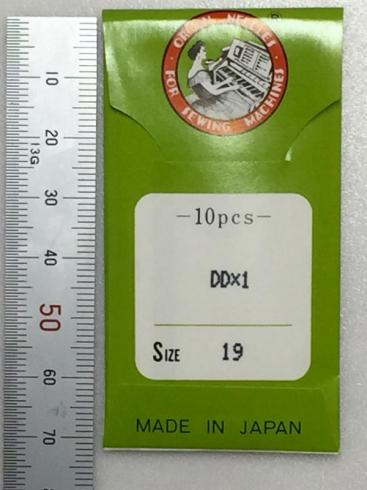 ORGAN NEEDLES
®
FOR SEWING MACHINES
-10pcs-
DD×1
SIZE 19
MADE IN JAPAN
10
20
13G
30
40
50
60
70